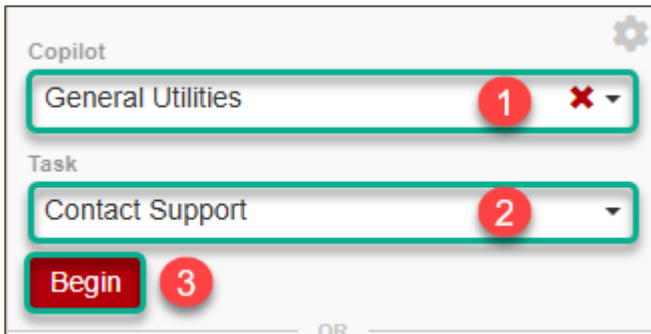 Copilot
General Utilities 1
Task
Contact Support 2
Begin 3
OR